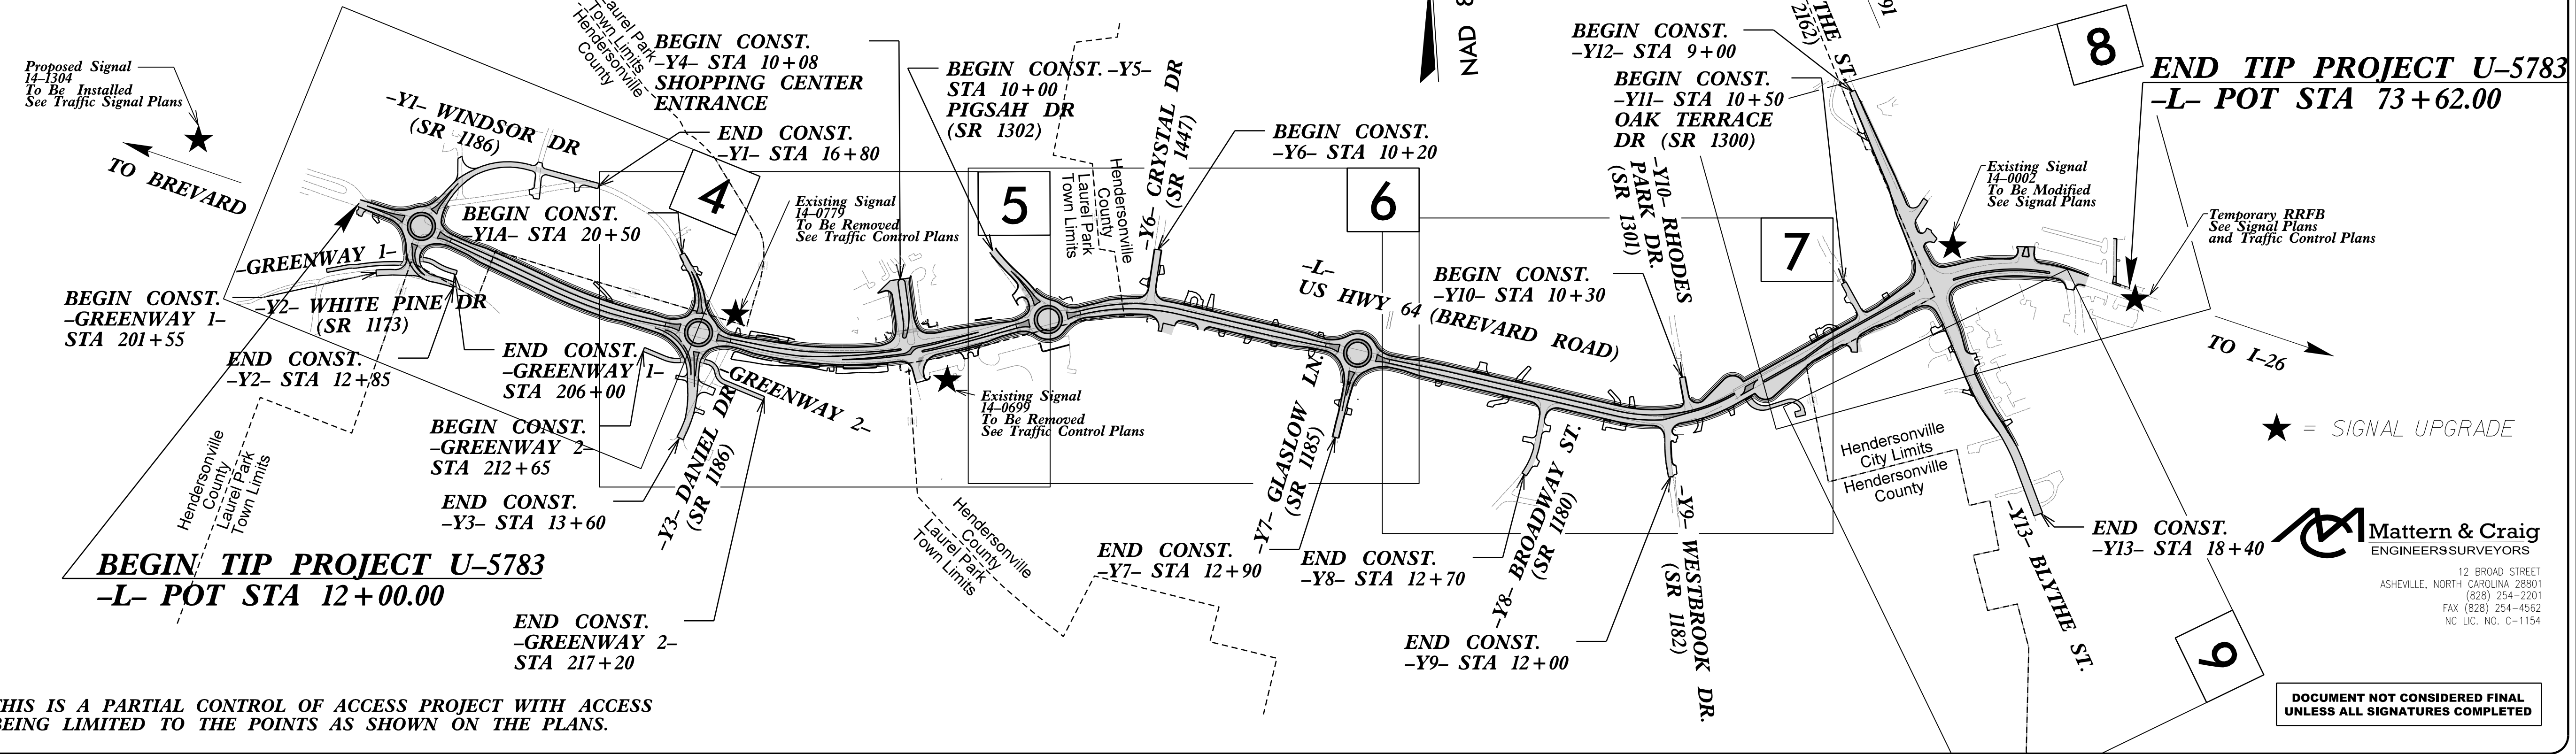 Proposed Signal
14-1304
To Be Installed
See Traffic Signal Plans
TO BREVARD
-Y1- WINDSOR DR
(SR 1186)
Laurel Park
Town Limits
Hendersonville
County
BEGIN CONST.
-Y4- STA 10+08
SHOPPING CENTER
ENTRANCE
END CONST.
-Y1- STA 16+80
4
BEGIN CONST.
-Y1A- STA 20+50
Existing Signal
14-0779
To Be Removed
See Traffic Control Plans
BEGIN CONST. -Y5-
STA 10+00
PIGSAH DR
(SR 1302)
5
Hendersonville
County
Laurel Park
Town Limits
-Y6- CRYSTAL DR
(SR 1447)
BEGIN CONST.
-Y6- STA 10+20
6
NAD 8
-L-
US HWY 64 (BREVARD ROAD)
BEGIN CONST.
-Y12- STA 9+00
BEGIN CONST.
-Y11- STA 10+50
OAK TERRACE
DR (SR 1300)
-Y10- RHODES
PARK DR.
(SR 1301)
BEGIN CONST.
-Y10- STA 10+30
7
THE ST.
2162)
91
8
END TIP PROJECT U-5783
-L- POT STA 73+62.00
Existing Signal
14-0002
To Be Modified
See Signal Plans
Temporary RRFB
See Signal Plans
and Traffic Control Plans
TO I-26
= SIGNAL UPGRADE
-GREENWAY 1-
BEGIN CONST.
-GREENWAY 1-
STA 201+55
-Y2- WHITE PINE DR
(SR 1173)
END CONST.
-Y2- STA 12+85
END CONST.
-GREENWAY 1-
STA 206+00
BEGIN CONST.
-GREENWAY 2-
STA 212+65
END CONST.
-Y3- STA 13+60
-Y3- DANIEL DR
(SR 1186)
-GREENWAY 2-
Existing Signal
14-0699
To Be Removed
See Traffic Control Plans
Hendersonville
County
Laurel Park
Town Limits
BEGIN TIP PROJECT U-5783
-L- POT STA 12+00.00
END CONST.
-GREENWAY 2-
STA 217+20
Hendersonville
County
Laurel Park
Town Limits
END CONST.
-Y7- STA 12+90
-Y7- GLASLOW LN.
(SR 1185)
END CONST.
-Y8- STA 12+70
-Y8- BROADWAY ST.
(SR 1180)
END CONST.
-Y9- STA 12+00
-Y9- WESTBROOK DR.
(SR 1182)
Hendersonville
City Limits
Hendersonville
County
-Y13- BLYTHE ST.
END CONST.
-Y13- STA 18+40
9
Mattern & Craig
ENGINEERS SURVEYORS
12 BROAD STREET
ASHEVILLE, NORTH CAROLINA 28801
(828) 254-2201
FAX (828) 254-4562
NC LIC. NO. C-1154
DOCUMENT NOT CONSIDERED FINAL
UNLESS ALL SIGNATURES COMPLETED
THIS IS A PARTIAL CONTROL OF ACCESS PROJECT WITH ACCESS
BEING LIMITED TO THE POINTS AS SHOWN ON THE PLANS.